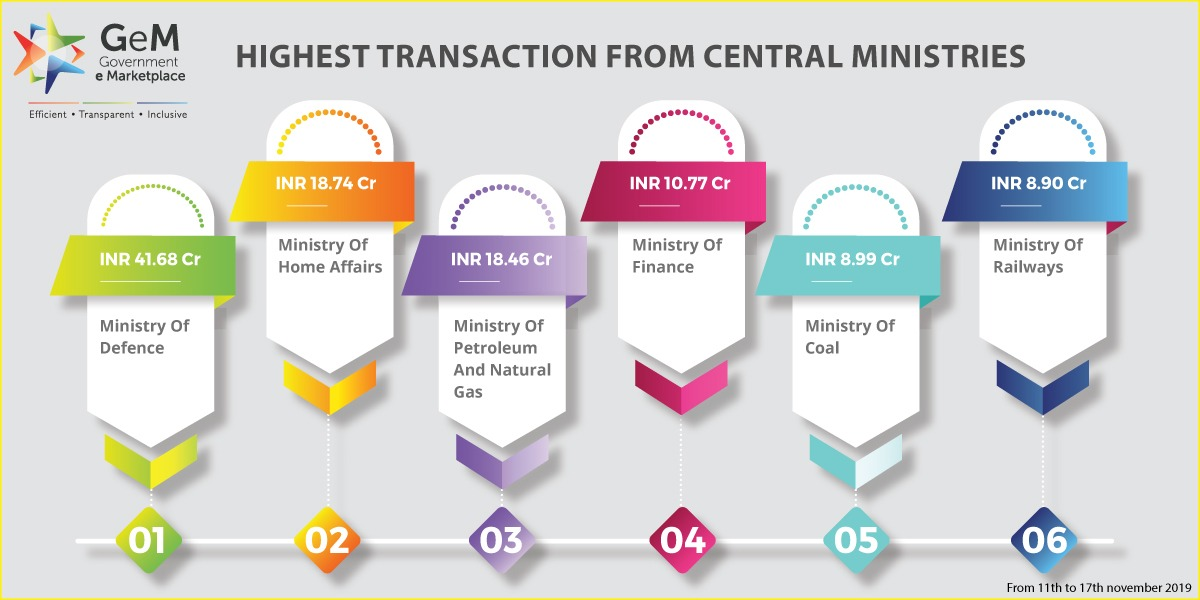 GeM
Government
e Marketplace
Efficient • Transparent • Inclusive
HIGHEST TRANSACTION FROM CENTRAL MINISTRIES
INR 41.68 Cr
Ministry Of
Defence
01
INR 18.74 Cr
Ministry Of
Home Affairs
02
INR 18.46 Cr
Ministry Of
Petroleum
And Natural
Gas
03
INR 10.77 Cr
Ministry Of
Finance
04
INR 8.99 Cr
Ministry Of
Coal
05
INR 8.90 Cr
Ministry Of
Railways
06
From 11th to 17th november 2019